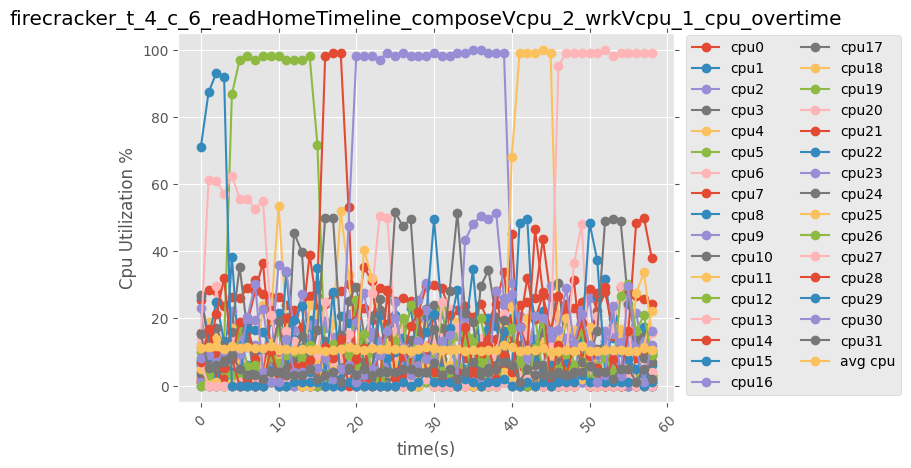 firecracker_t_4_c_6_readHomeTimeline_composeVcpu_2_wrkVcpu_1_cpu_overtime
Cpu Utilization %
100
80
60
40
20
0
0
10
20
30
40
50
60
time(s)
cpu0
cpu1
cpu2
cpu3
cpu4
cpu5
cpu6
cpu7
cpu8
cpu9
cpu10
cpu11
cpu12
cpu13
cpu14
cpu15
cpu16
cpu17
cpu18
cpu19
cpu20
cpu21
cpu22
cpu23
cpu24
cpu25
cpu26
cpu27
cpu28
cpu29
cpu30
cpu31
avg cpu